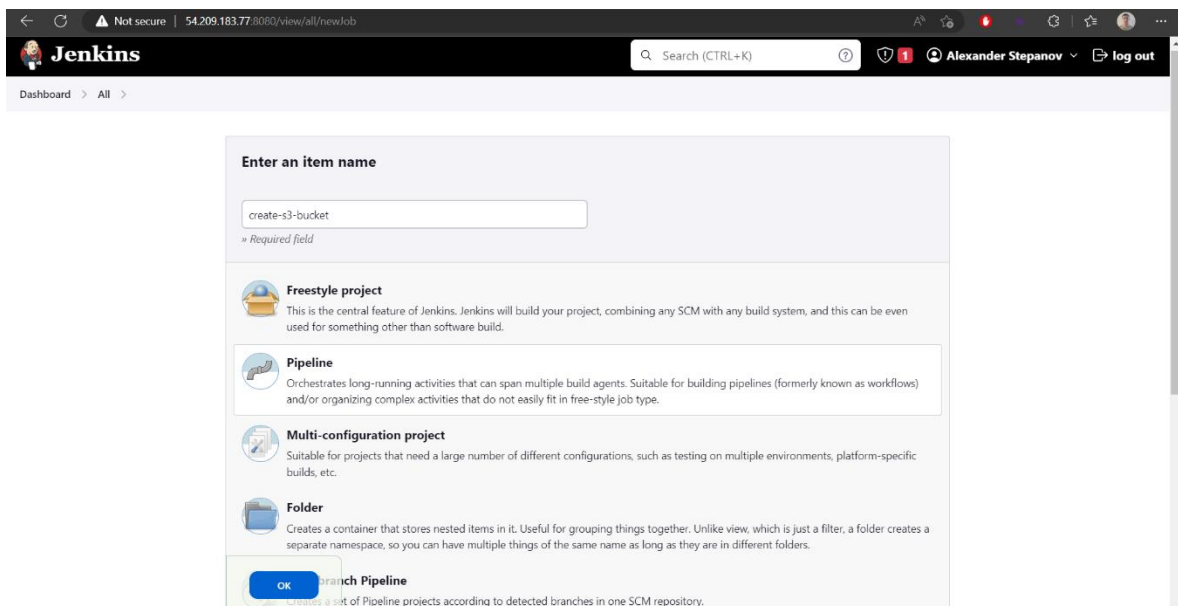 Not secure | 54.209.183.77:8080/view/all/newJob
Jenkins
Search (CTRL+K)
1
Alexander Stepanov
log out
Dashboard > All >
Enter an item name
create-s3-bucket
» Required field
Freestyle project
This is the central feature of Jenkins. Jenkins will build your project, combining any SCM with any build system, and this can be even
used for something other than software build.
Pipeline
Orchestrates long-running activities that can span multiple build agents. Suitable for building pipelines (formerly known as workflows)
and/or organizing complex activities that do not easily fit in free-style job type.
Multi-configuration project
Suitable for projects that need a large number of different configurations, such as testing on multiple environments, platform-specific
builds, etc.
Folder
Creates a container that stores nested items in it. Useful for grouping things together. Unlike view, which is just a filter, a folder creates a
separate namespace, so you can have multiple things of the same name as long as they are in different folders.
OK
branch Pipeline
Creates a set of Pipeline projects according to detected branches in one SCM repository.